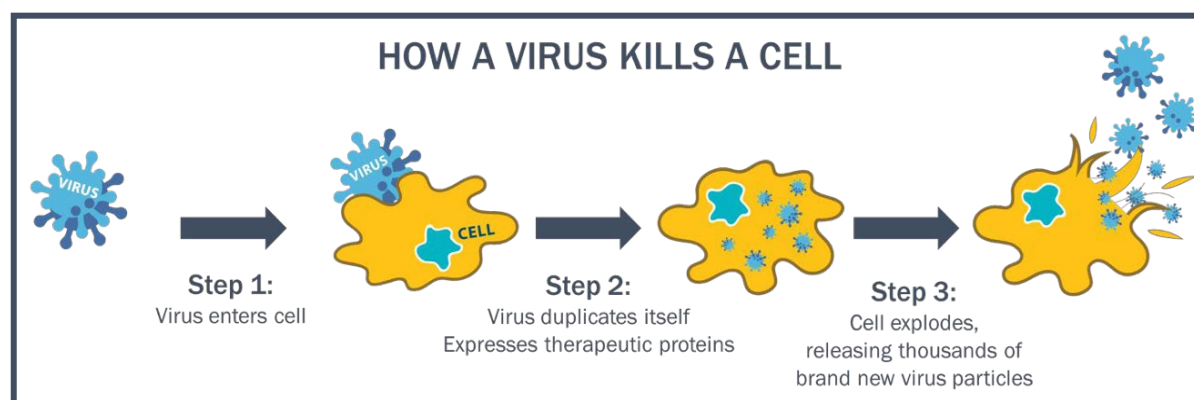 HOW A VIRUS KILLS A CELL
VIRUS
VIRUS
CELL
Step 1:
Virus enters cell
Step 2:
Virus duplicates itself
Expresses therapeutic proteins
Step 3:
Cell explodes,
releasing thousands of
brand new virus particles